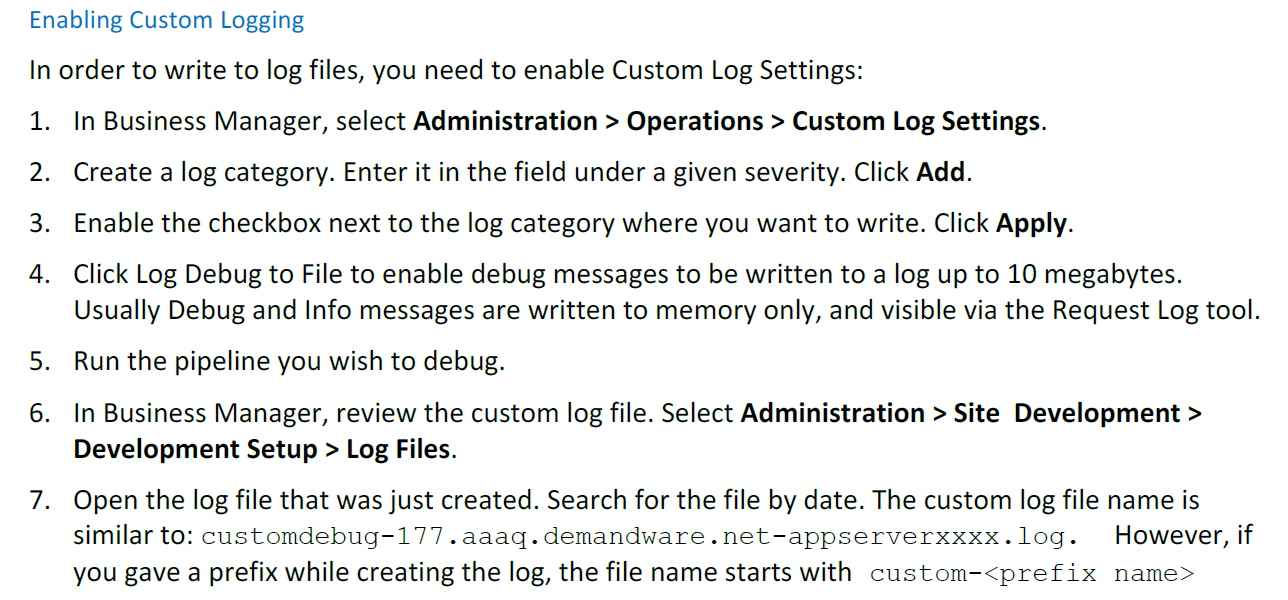 Enabling Custom Logging
In order to write to log files, you need to enable Custom Log Settings:
1. In Business Manager, select Administration > Operations > Custom Log Settings.
2. Create a log category. Enter it in the field under a given severity. Click Add.
3. Enable the checkbox next to the log category where you want to write. Click Apply.
4. Click Log Debug to File to enable debug messages to be written to a log up to 10 megabytes.
Usually Debug and Info messages are written to memory only, and visible via the Request Log tool.
5. Run the pipeline you wish to debug.
6. In Business Manager, review the custom log file. Select Administration > Site Development >
Development Setup > Log Files.
7. Open the log file that was just created. Search for the file by date. The custom log file name is
similar to: customdebug-177.aaaq.demandware.net-appserverxxxx.log. However, if
you gave a prefix while creating the log, the file name starts with custom-<prefix name>